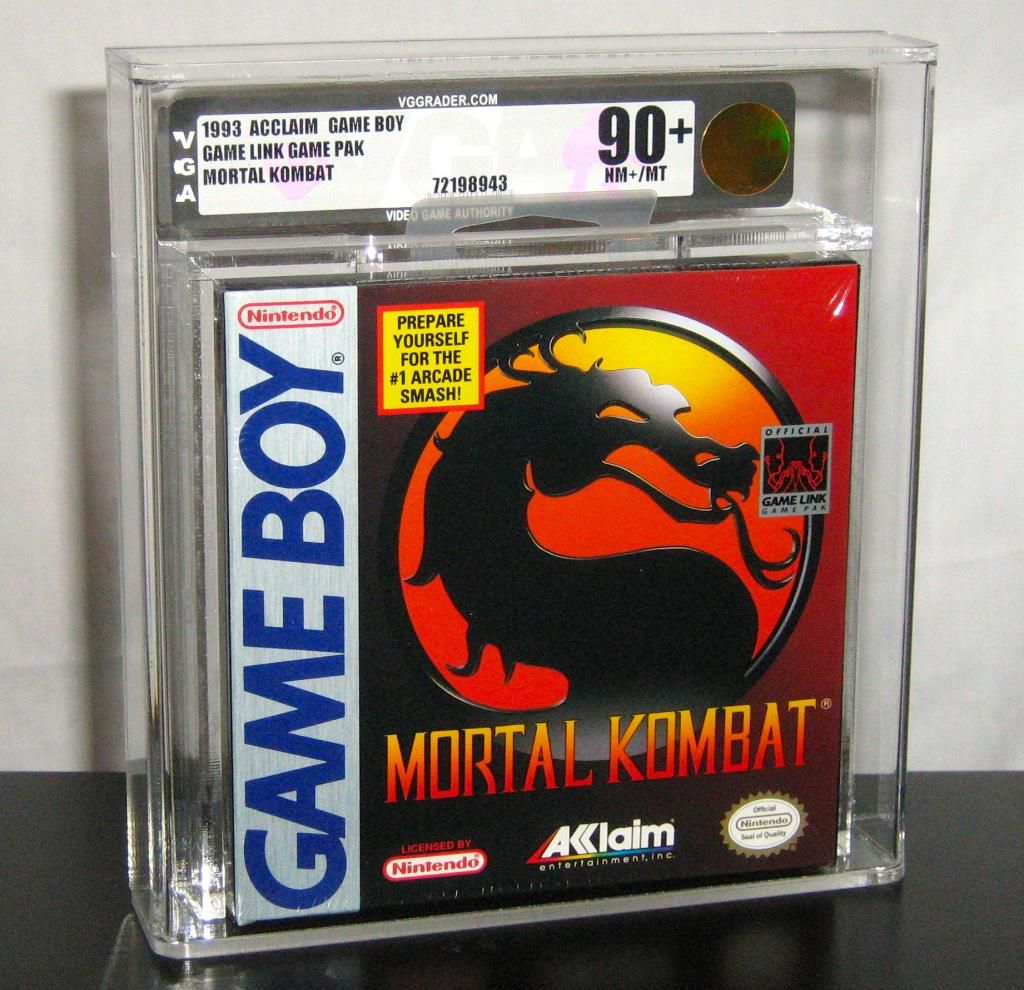 VGGRADER.COM
VGA
1993 ACCLAIM GAME BOY
GAME LINK GAME PAK
MORTAL KOMBAT
72198943
90+
NM+/MT
VIDEO GAME AUTHORITY
Nintendo®
GAME BOY®
PREPARE
YOURSELF
FOR THE
#1 ARCADE
SMASH!
OFFICIAL
GAME LINK
GAME PAK
MORTAL KOMBAT®
LICENSED BY
Nintendo®
AKklaim
entertainment, inc.
Official
Nintendo
Seal of Quality